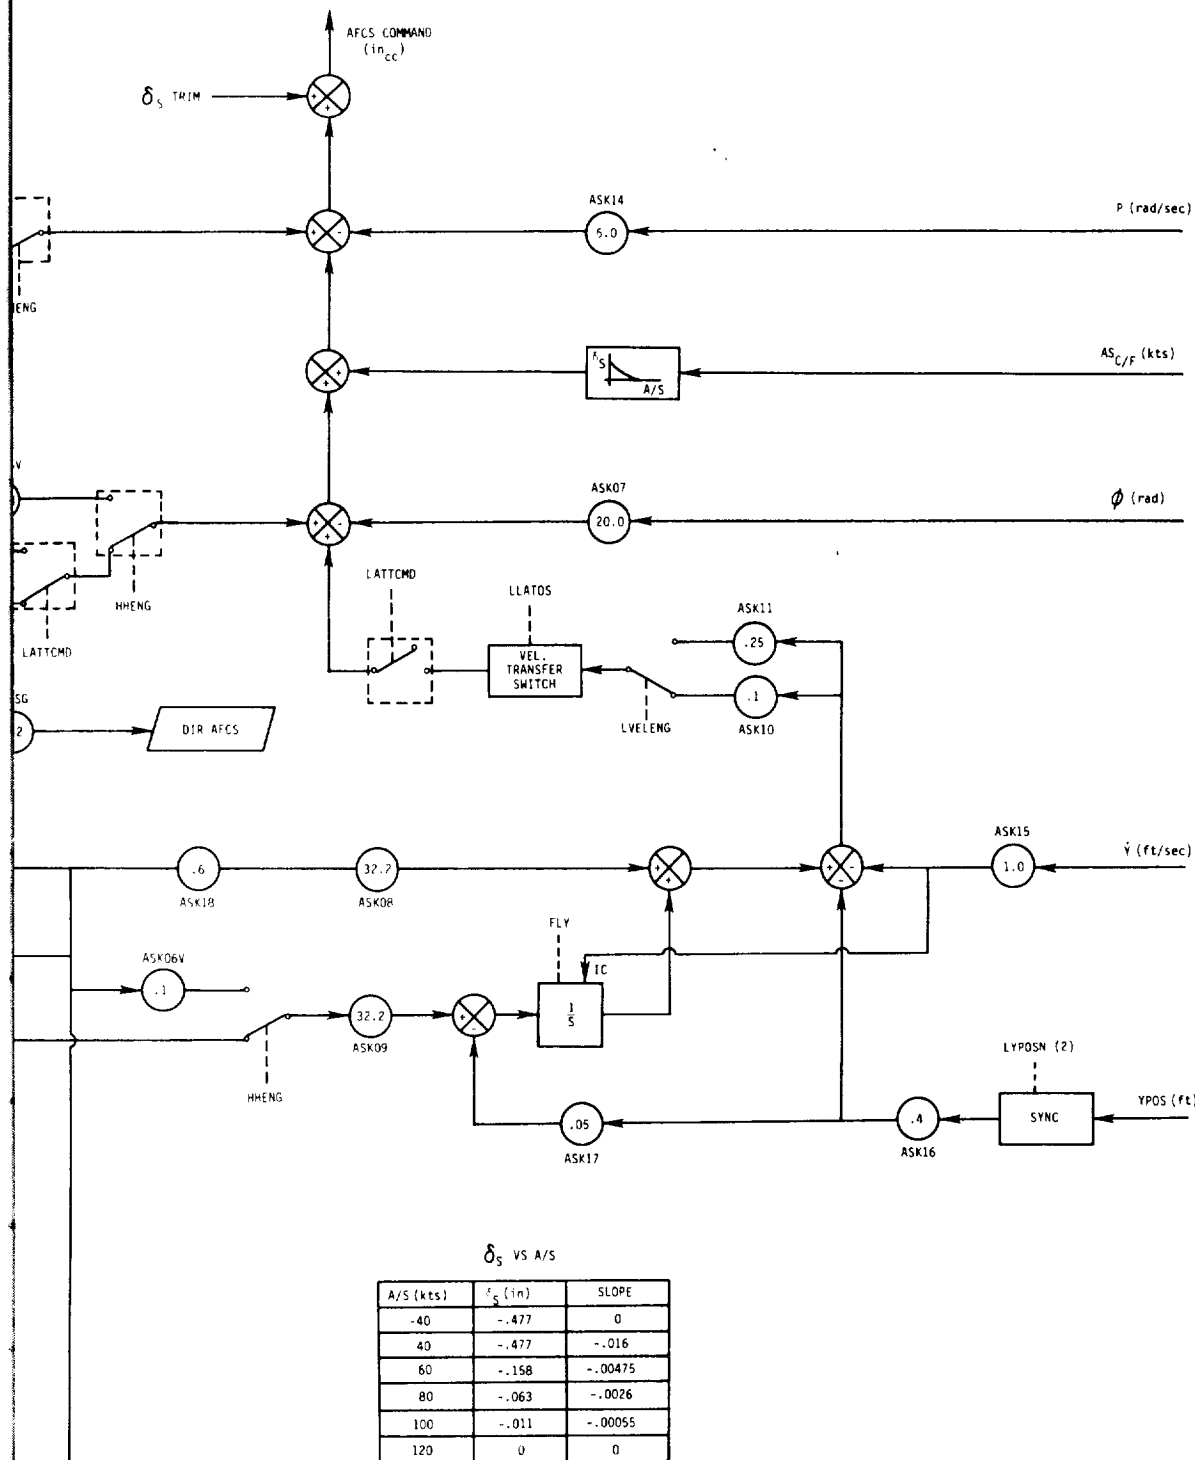 AFCS COMMAND
(in_cc)
δ_S TRIM
ASK14
6.0
P (rad/sec)
ENG
AS_C/F (kts)
S
A/S
V
ASK07
20.0
ϕ (rad)
HHENG
LATTCMD
LATTCMD
LLATOS
VEL.
TRANSFER
SWITCH
LVELENG
ASK11
.25
.1
ASK10
SG
2
DIR AFCS
ASK15
1.0
Ẏ (ft/sec)
.6
ASK18
32.2
ASK08
FLY
IC
1
S
ASK06V
.1
32.2
ASK09
HHENG
LYPOSN (2)
SYNC
YPOS (ft)
.05
ASK17
.4
ASK16
δ_S VS A/S
A/S (kts) δ_S (in) SLOPE
-40 -.477 0
40 -.477 -.016
60 -.158 -.00475
80 -.063 -.0026
100 -.011 -.00055
120 0 0